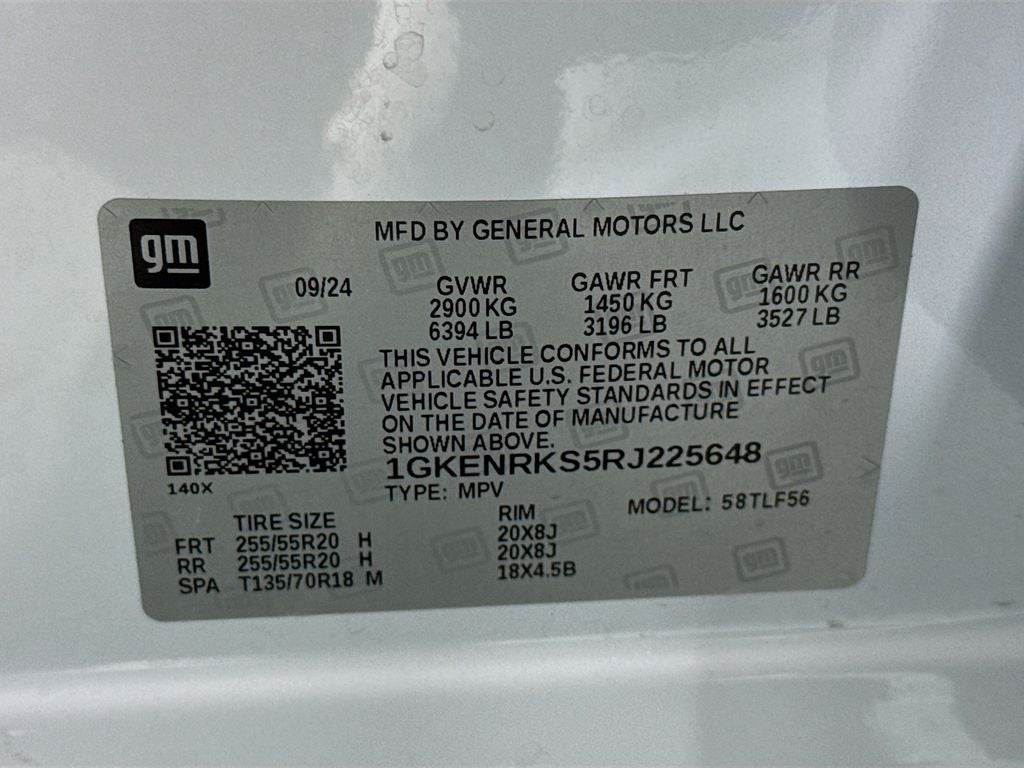 gm
MFD BY GENERAL MOTORS LLC
09/24
GVWR GAWR FRT GAWR RR
2900 KG 1450 KG 1600 KG
6394 LB 3196 LB 3527 LB
THIS VEHICLE CONFORMS TO ALL
APPLICABLE U.S. FEDERAL MOTOR
VEHICLE SAFETY STANDARDS IN EFFECT
ON THE DATE OF MANUFACTURE
SHOWN ABOVE.
1GKENRKS5RJ225648
140X
TYPE: MPV MODEL: 58TLF56
TIRE SIZE RIM
FRT 255/55R20 H 20X8J
RR 255/55R20 H 20X8J
SPA T135/70R18 M 18X4.5B